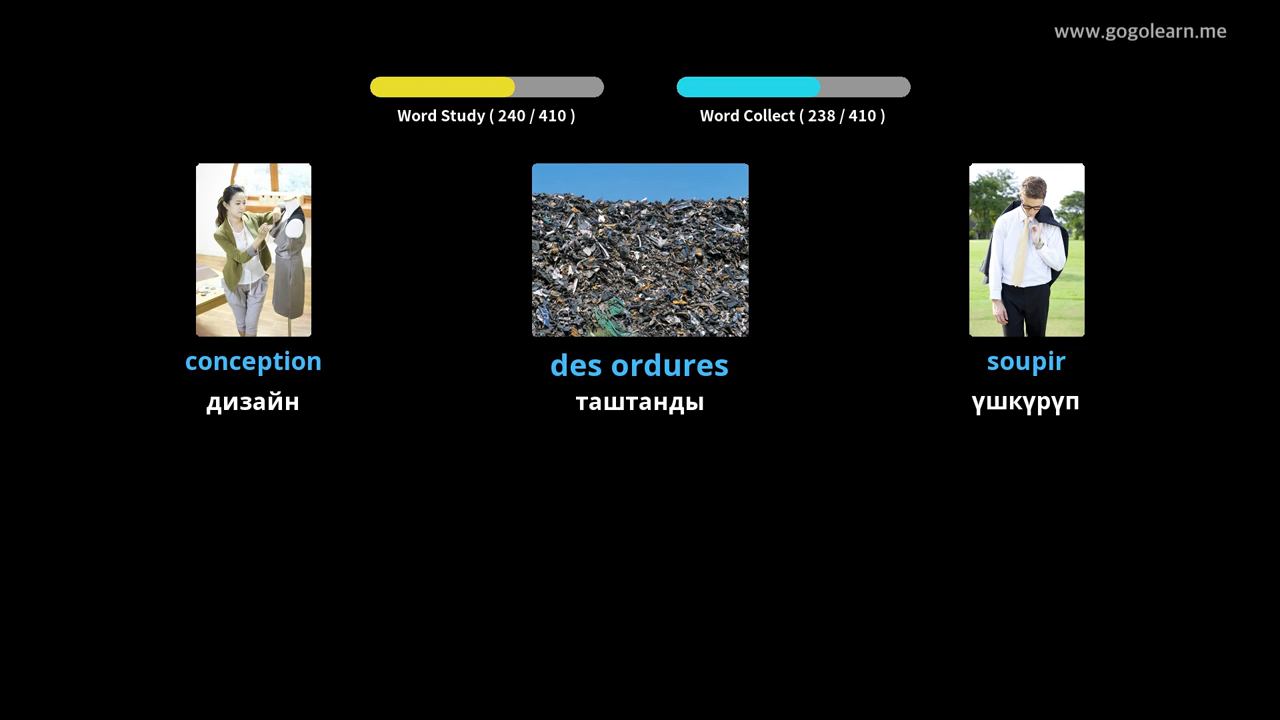 www.gogolearn.me
Word Study ( 240 / 410 )
Word Collect ( 238 / 410 )
conception
des ordures
soupir
дизайн
таштанды
үшкүрүп